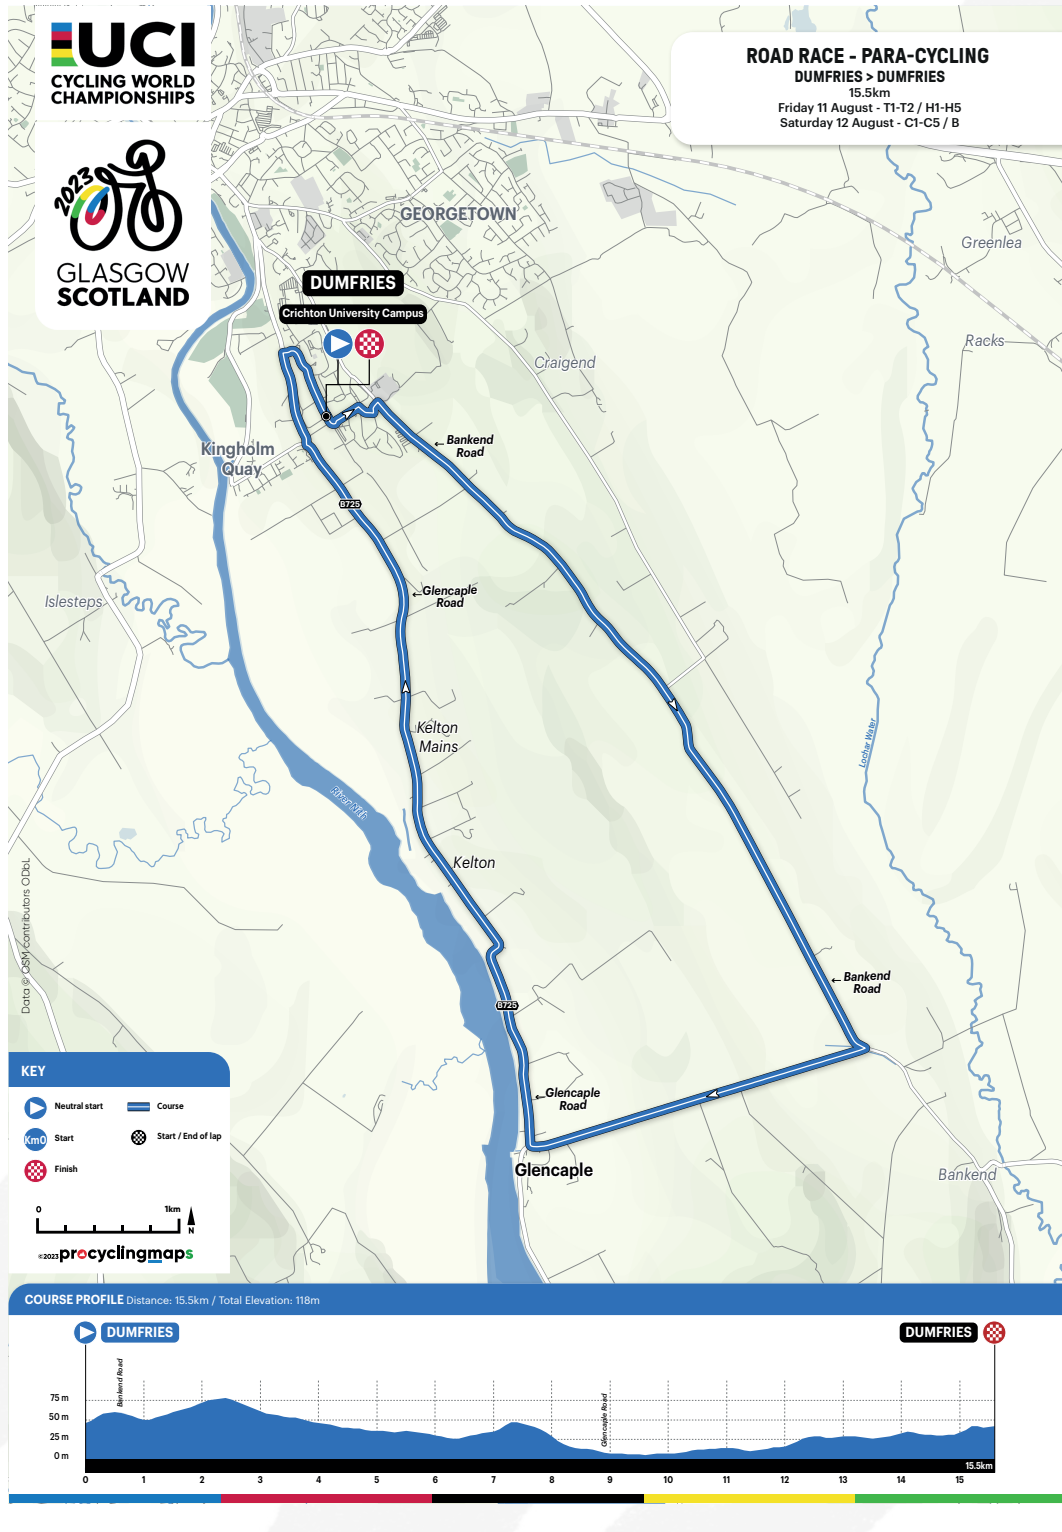 UCI
CYCLING WORLD
CHAMPIONSHIPS
2023
GLASGOW
SCOTLAND
ROAD RACE - PARA-CYCLING
DUMFRIES > DUMFRIES
15.5km
Friday 11 August - T1-T2 / H1-H5
Saturday 12 August - C1-C5 / B
GEORGETOWN
Greenlea
DUMFRIES
Crichton University Campus
Racks
Craigend
Kingholm
Quay
←Bankend
Road
B725
Islesteps
←Glencaple
Road
Kelton
Mains
Lochar Water
River Nith
Kelton
Data © OSM contributors ODbL
←Bankend
Road
B725
←Glencaple
Road
Glencaple
Bankend
KEY
Neutral start
Course
Km0
Start
Start / End of lap
Finish
0 1km
N
©2023 procyclingmaps
COURSE PROFILE Distance: 15.5km / Total Elevation: 118m
DUMFRIES
DUMFRIES
Bankend Road
Glencaple Road
75 m
50 m
25 m
0 m
15.5km
0 1 2 3 4 5 6 7 8 9 10 11 12 13 14 15